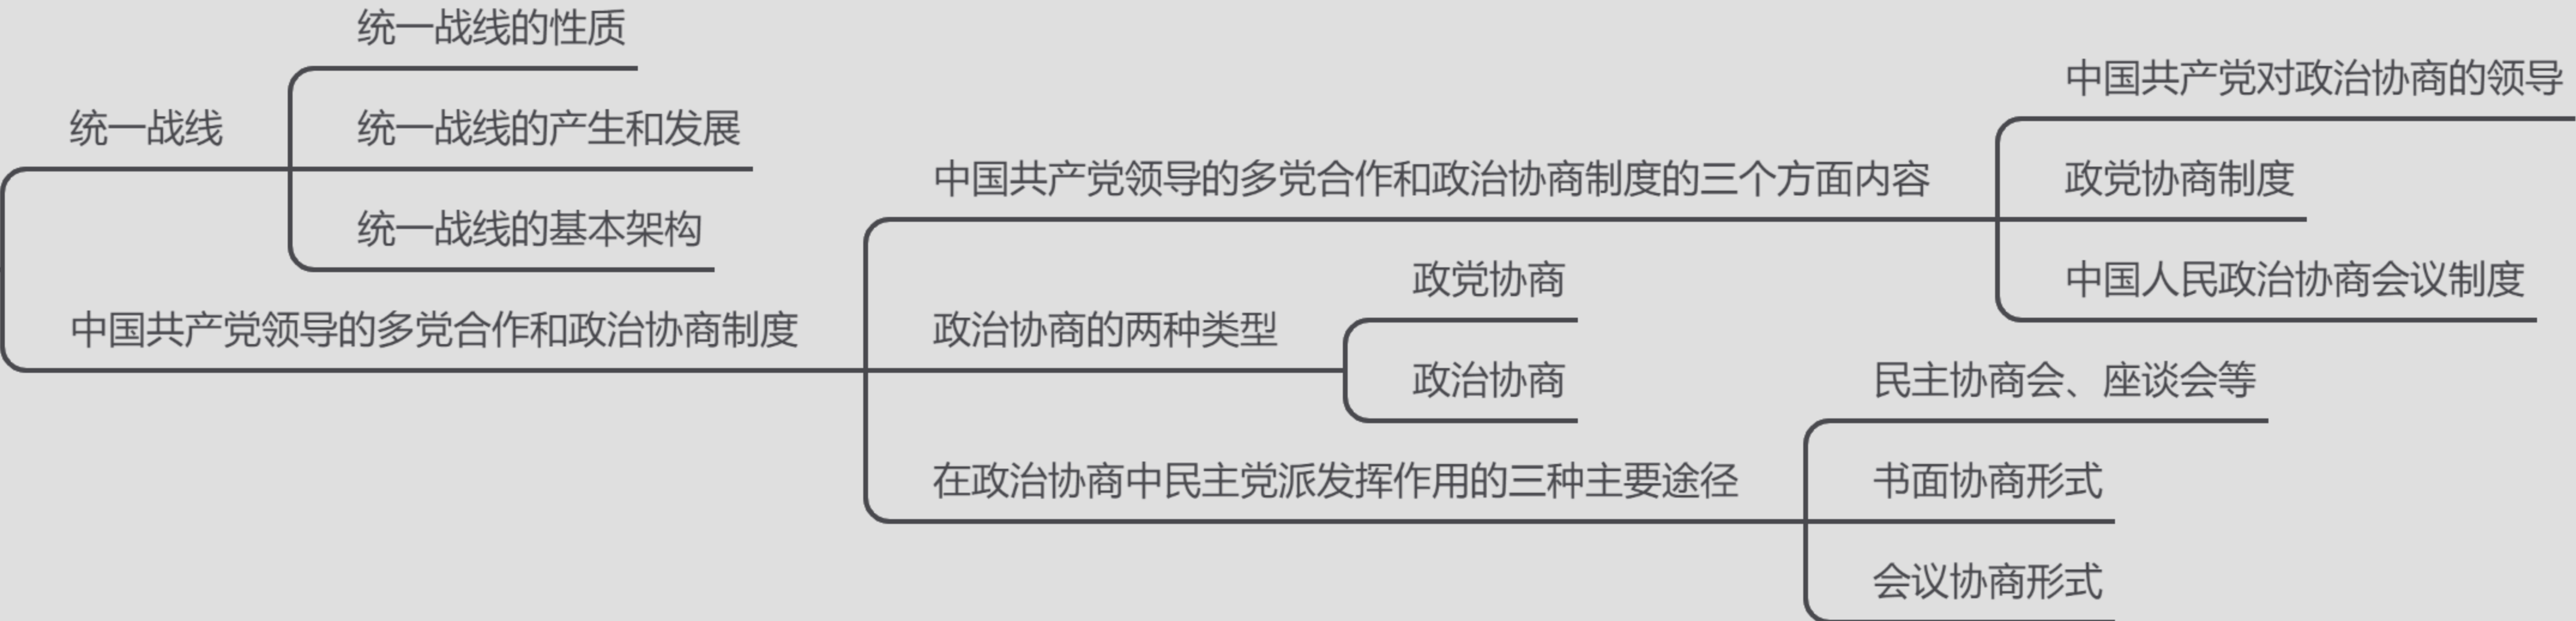 统一战线
统一战线的性质
统一战线的产生和发展
统一战线的基本架构
中国共产党领导的多党合作和政治协商制度
中国共产党领导的多党合作和政治协商制度的三个方面内容
中国共产党对政治协商的领导
政党协商制度
中国人民政治协商会议制度
政治协商的两种类型
政党协商
政治协商
在政治协商中民主党派发挥作用的三种主要途径
民主协商会、座谈会等
书面协商形式
会议协商形式